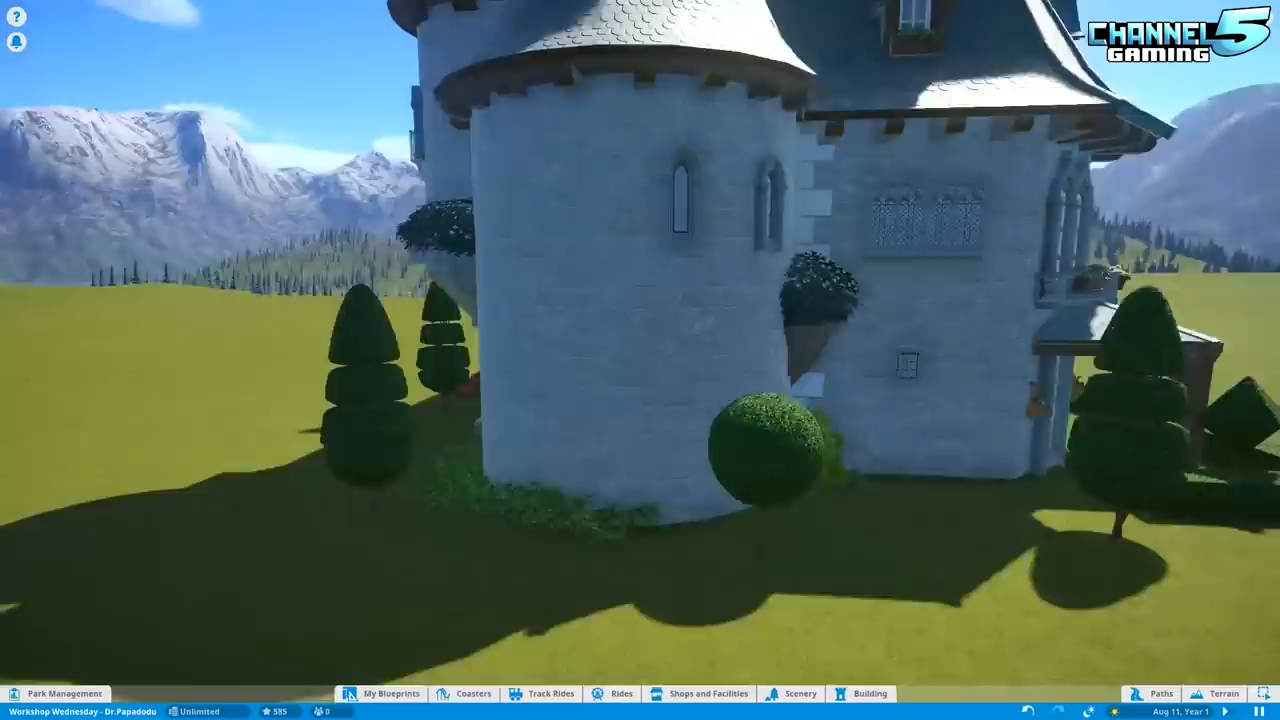 ?
CHANNEL 5
GAMING
Park Management
My Blueprints
Coasters
Track Rides
Rides
Shops and Facilities
Scenery
Building
Paths
Terrain
Workshop Wednesday - Dr.Papadodu
Unlimited
585
0
Aug 11, Year 1